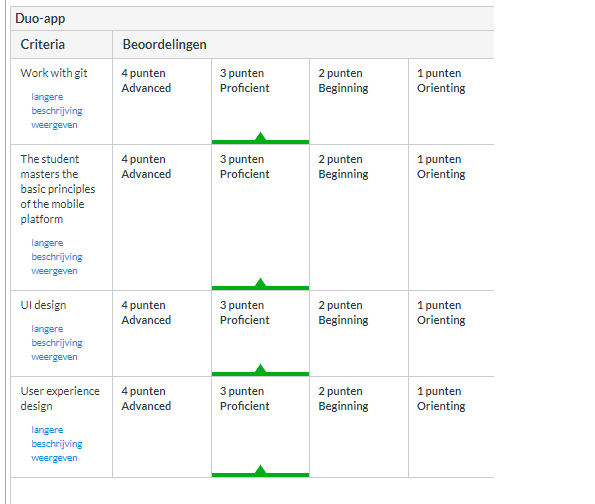 Duo-app
Criteria Beoordelingen
Work with git
langere
beschrijving
weergeven
4 punten
Advanced
3 punten
Proficient
2 punten
Beginning
1 punten
Orienting
The student
masters the
basic principles
of the mobile
platform
langere
beschrijving
weergeven
4 punten
Advanced
3 punten
Proficient
2 punten
Beginning
1 punten
Orienting
UI design
langere
beschrijving
weergeven
4 punten
Advanced
3 punten
Proficient
2 punten
Beginning
1 punten
Orienting
User experience
design
langere
beschrijving
weergeven
4 punten
Advanced
3 punten
Proficient
2 punten
Beginning
1 punten
Orienting